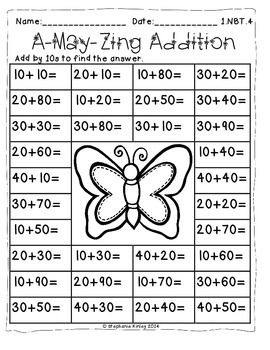 Name:__________ Date:__________ 1.NBT.4
A-May-Zing Addition
Add by 10s to find the answer.
10+10= 20+10= 10+80= 30+20=
20+80= 10+20= 20+50= 30+40=
30+30= 80+30= 30+10= 90+30=
20+60= 10+40=
40+10= 40+20=
30+70= 20+70=
10+50= 20+20=
20+30= 10+30= 40+20= 10+60=
10+90= 20+90= 10+70= 30+60=
30+50= 40+30= 20+40= 40+50=
© Stephanie Kinley 2014